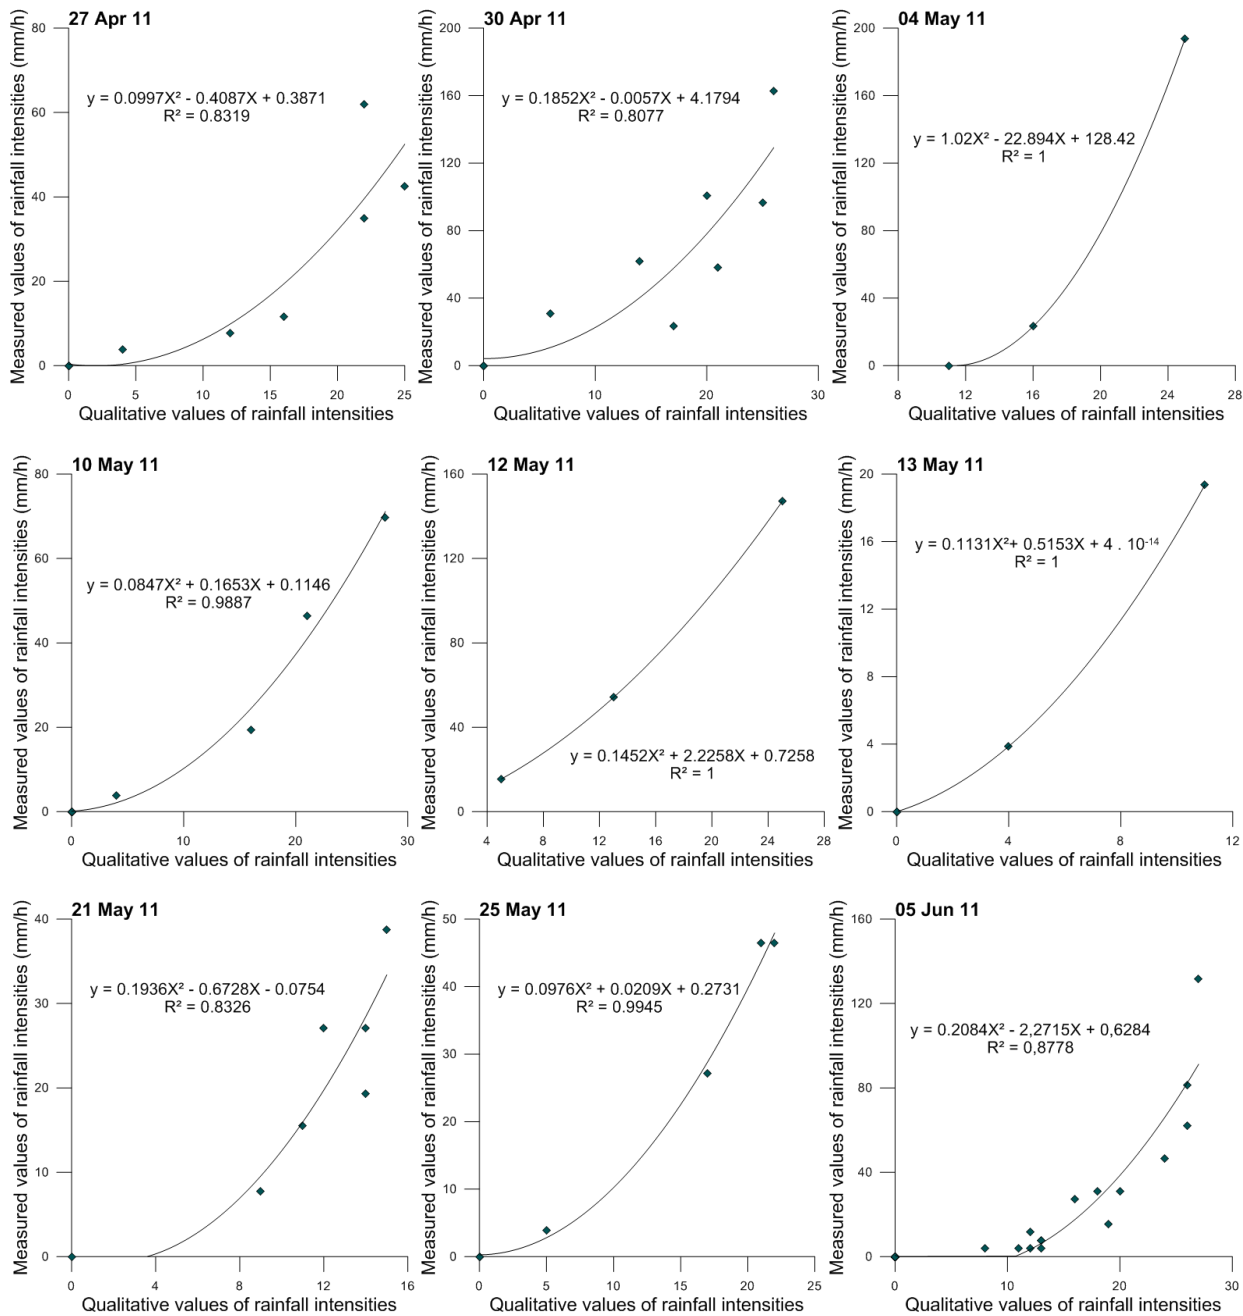 27 Apr 11
Measured values of rainfall intensities (mm/h)
80
60
40
20
0
y = 0.0997X² - 0.4087X + 0.3871
R² = 0.8319
0 5 10 15 20 25
Qualitative values of rainfall intensities
30 Apr 11
Measured values of rainfall intensities (mm/h)
200
160
120
80
40
0
y = 0.1852X² - 0.0057X + 4.1794
R² = 0.8077
0 10 20 30
Qualitative values of rainfall intensities
04 May 11
Measured values of rainfall intensities (mm/h)
200
160
120
80
40
0
y = 1.02X² - 22.894X + 128.42
R² = 1
8 12 16 20 24 28
Qualitative values of rainfall intensities
10 May 11
Measured values of rainfall intensities (mm/h)
80
60
40
20
0
y = 0.0847X² + 0.1653X + 0.1146
R² = 0.9887
0 10 20 30
Qualitative values of rainfall intensities
12 May 11
Measured values of rainfall intensities (mm/h)
160
120
80
40
0
y = 0.1452X² + 2.2258X + 0.7258
R² = 1
4 8 12 16 20 24 28
Qualitative values of rainfall intensities
13 May 11
Measured values of rainfall intensities (mm/h)
20
16
12
8
4
0
y = 0.1131X²+ 0.5153X + 4 . 10⁻¹⁴
R² = 1
0 4 8 12
Qualitative values of rainfall intensities
21 May 11
Measured values of rainfall intensities (mm/h)
40
30
20
10
0
y = 0.1936X² - 0.6728X - 0.0754
R² = 0.8326
0 4 8 12 16
Qualitative values of rainfall intensities
25 May 11
Measured values of rainfall intensities (mm/h)
50
40
30
20
10
0
y = 0.0976X² + 0.0209X + 0.2731
R² = 0.9945
0 5 10 15 20 25
Qualitative values of rainfall intensities
05 Jun 11
Measured values of rainfall intensities (mm/h)
160
120
80
40
0
y = 0.2084X² - 2,2715X + 0,6284
R² = 0,8778
0 10 20 30
Qualitative values of rainfall intensities